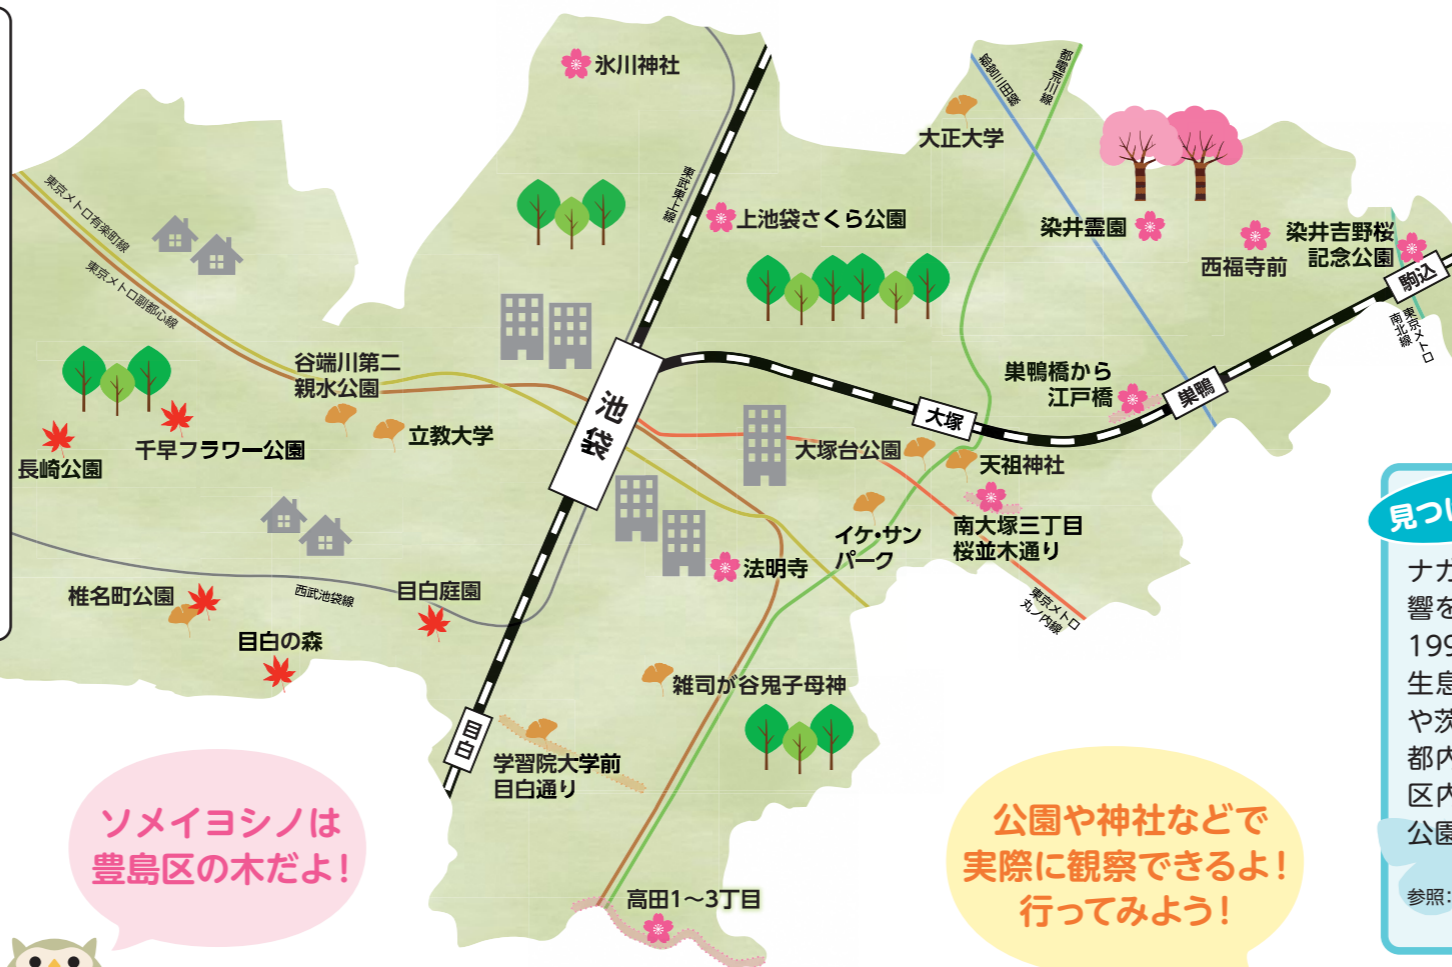 氷川神社
都営三田線
都電荒川線
大正大学
東武東上線
上池袋さくら公園
染井霊園
西福寺前
染井吉野桜
記念公園
駒込
東京メトロ
南北線
東京メトロ有楽町線
東京メトロ副都心線
谷端川第二
親水公園
立教大学
千早フラワー公園
長崎公園
池袋
大塚
巣鴨橋から
江戸橋
巣鴨
大塚台公園
天祖神社
南大塚三丁目
桜並木通り
イケ・サン
パーク
法明寺
東京メトロ
丸ノ内線
椎名町公園
西武池袋線
目白庭園
目白の森
雑司が谷鬼子母神
目白
学習院大学前
目白通り
高田1～3丁目
ソメイヨシノは
豊島区の木だよ!
公園や神社などで
実際に観察できるよ!
行ってみよう!
見つ
ナガ
響を
199
生息
や茨
都内
区内
公園
参照: